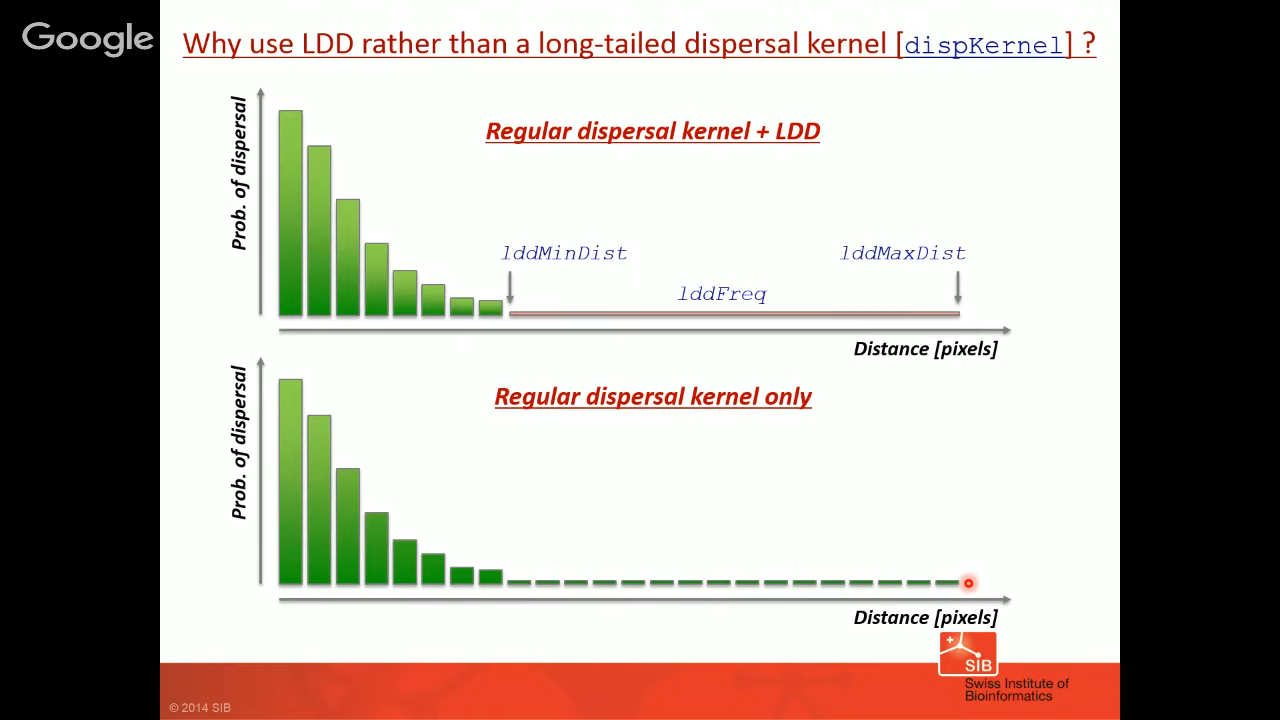 Google
Why use LDD rather than a long-tailed dispersal kernel [dispKernel] ?
Prob. of dispersal
Regular dispersal kernel + LDD
lddMinDist
lddMaxDist
lddFreq
Distance [pixels]
Prob. of dispersal
Regular dispersal kernel only
Distance [pixels]
SIB
Swiss Institute of
Bioinformatics
© 2014 SIB